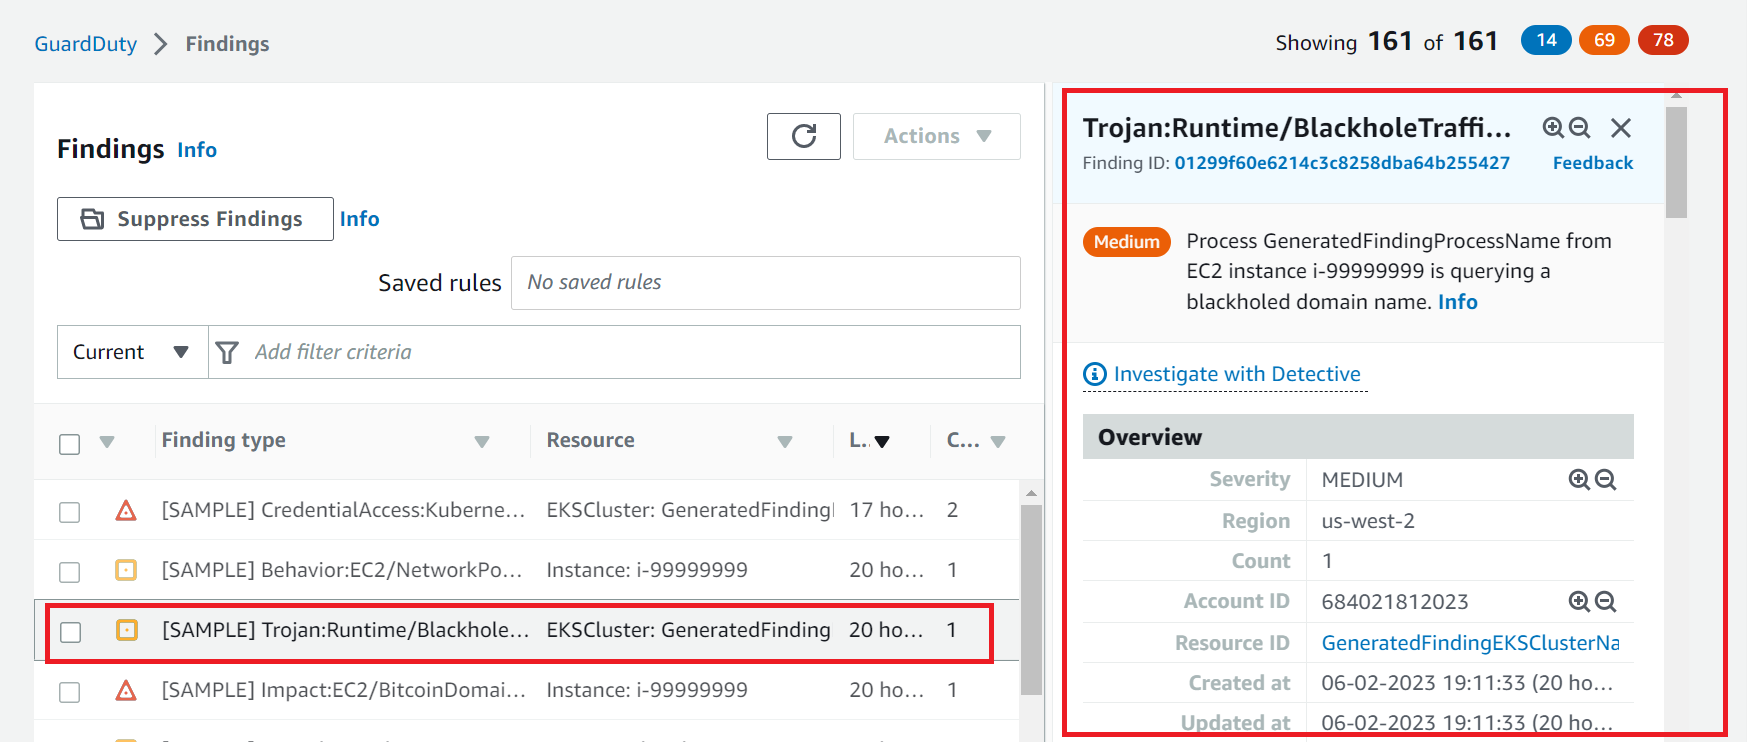 GuardDuty > Findings
Showing 161 of 161 14 69 78
Findings Info
Actions
Suppress Findings Info
Saved rules No saved rules
Current Add filter criteria
Finding type Resource L.. C...
[SAMPLE] CredentialAccess:Kuberne... EKSCluster: GeneratedFinding 17 ho... 2
[SAMPLE] Behavior:EC2/NetworkPo... Instance: i-99999999 20 ho... 1
[SAMPLE] Trojan:Runtime/Blackhole... EKSCluster: GeneratedFinding 20 ho... 1
[SAMPLE] Impact:EC2/BitcoinDomai... Instance: i-99999999 20 ho... 1
Trojan:Runtime/BlackholeTraffi...
Finding ID: 01299f60e6214c3c8258dba64b255427 Feedback
Medium Process GeneratedFindingProcessName from
EC2 instance i-99999999 is querying a
blackholed domain name. Info
Investigate with Detective
Overview
Severity MEDIUM
Region us-west-2
Count 1
Account ID 684021812023
Resource ID GeneratedFindingEKSClusterNa
Created at 06-02-2023 19:11:33 (20 ho...
Updated at 06-02-2023 19:11:33 (20 ho...